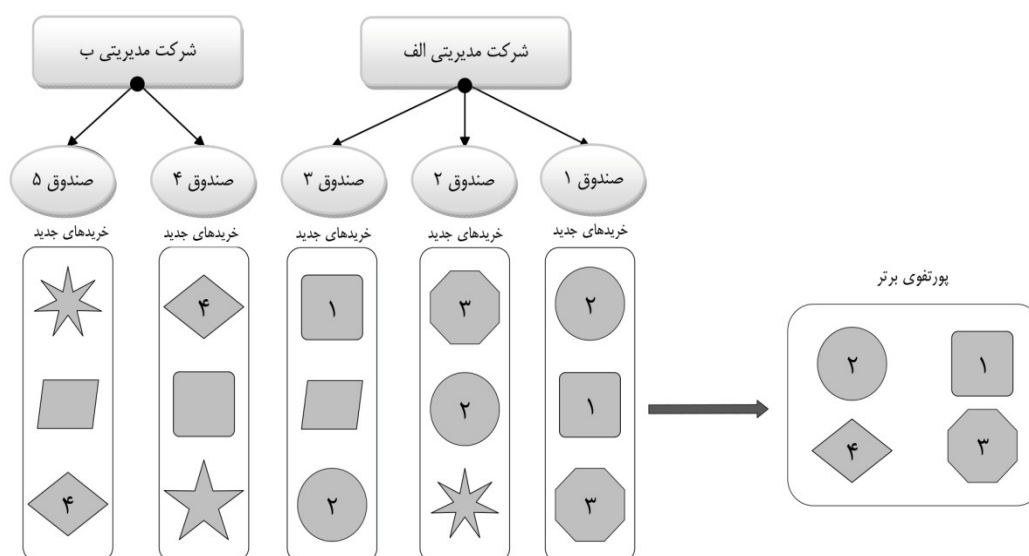 شرکت مدیریتی الف
شرکت مدیریتی ب
صندوق ۱
صندوق ۲
صندوق ۳
صندوق ۴
صندوق ۵
خریدهای جدید
خریدهای جدید
خریدهای جدید
خریدهای جدید
خریدهای جدید
۲
۱
۳
۳
۲
۱
۲
۴
۴
پورتفوی برتر
۱
۲
۳
۴